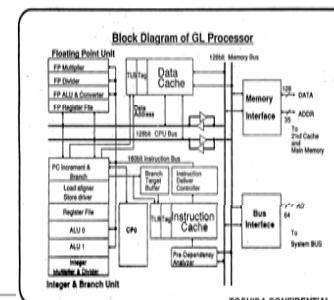 Block Diagram of GL Processor
Floating Point Unit
FP Multiplier
FP Divider
FP ALU & Converter
FP Register File
TLB Tag
Data
Cache
Data
Address
128bit Memory Bus
128bit CPU Bus
Memory
Interface
128 DATA
ADDR
35
To
2nd Cache
and
Main Memory
160bit Instruction Bus
PC Increment &
Branch
Load aligner
Store driver
Register File
ALU 0
ALU 1
Integer
Multiplier & Divider
Integer & Branch Unit
CP0
Branch
Target
Buffer
Instruction
Deliver
Controller
TLB Tag
Instruction
Cache
Pre-Dependency
Analyzer
Bus
Interface
AD
64
To
System BUS
TOSHIBA CONFIDENTIAL